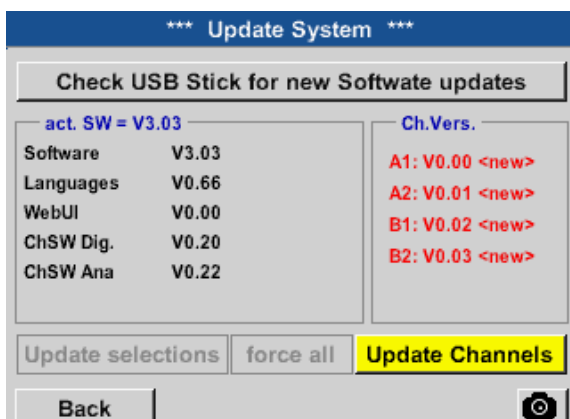 *** Update System ***
Check USB Stick for new Softwate updates
act. SW = V3.03
Software V3.03
Languages V0.66
WebUI V0.00
ChSW Dig. V0.20
ChSW Ana V0.22
Ch.Vers.
A1: V0.00 <new>
A2: V0.01 <new>
B1: V0.02 <new>
B2: V0.03 <new>
Update selections force all Update Channels
Back